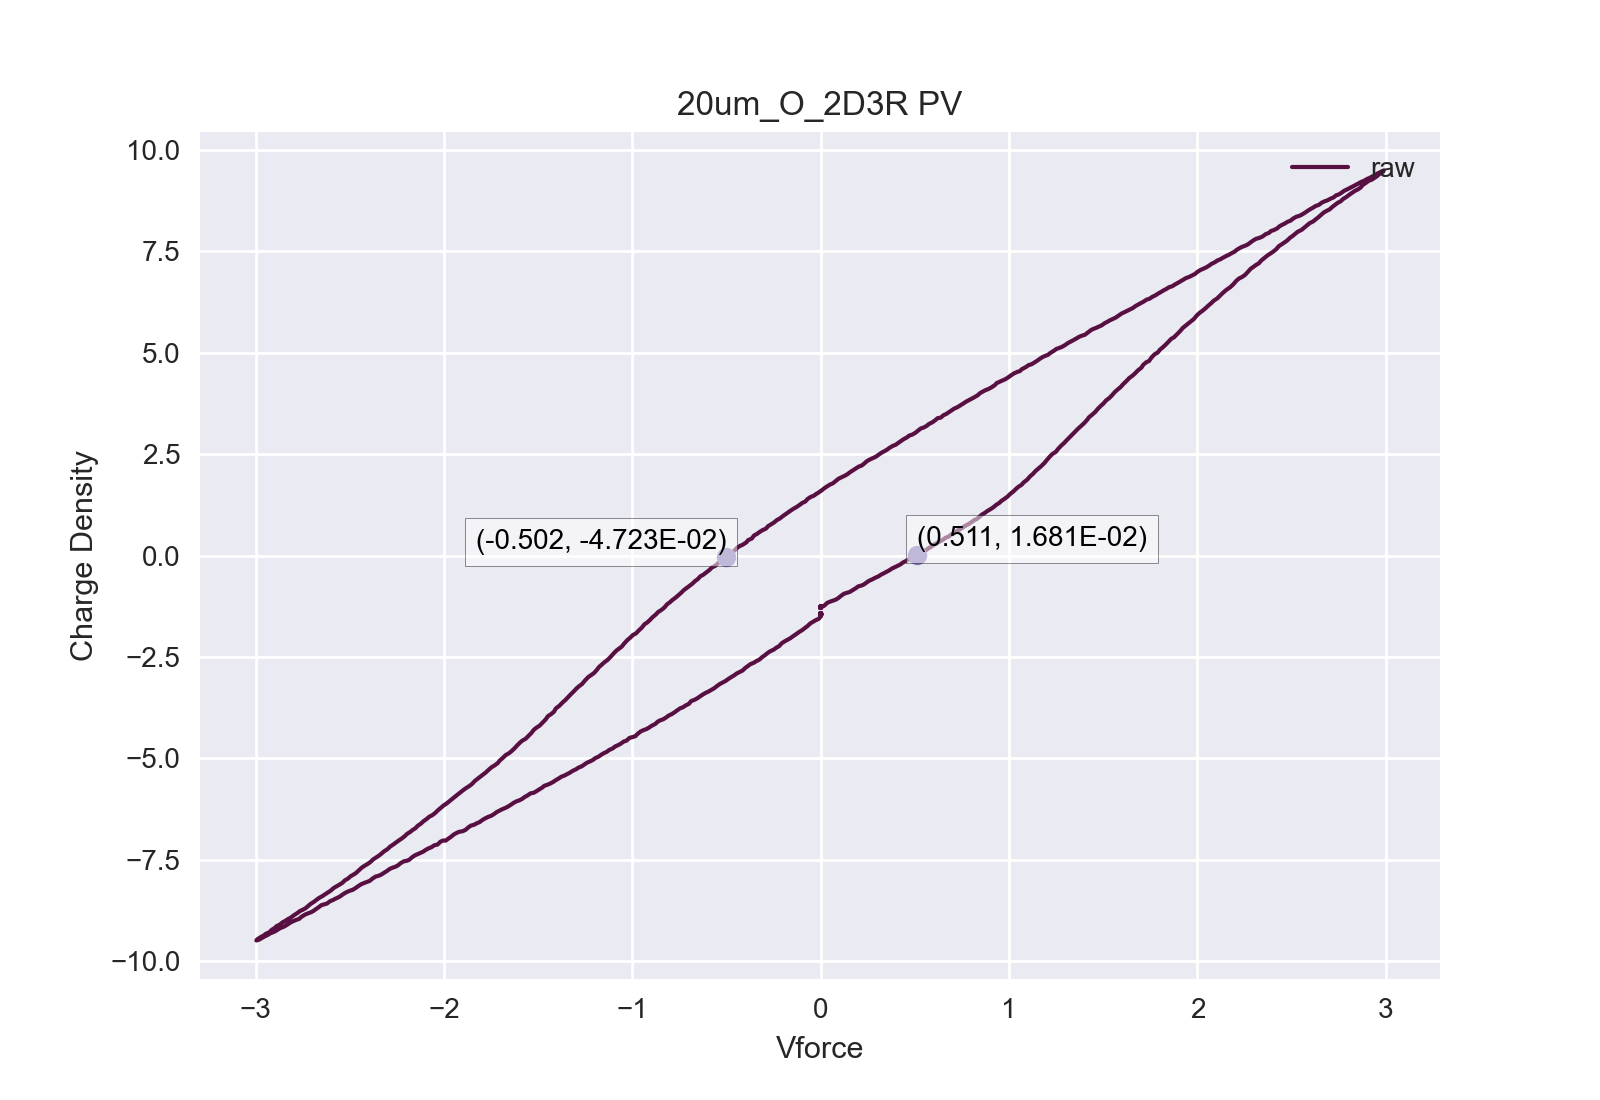 20um_O_2D3R PV
raw
10.0
7.5
5.0
2.5
0.0
−2.5
−5.0
−7.5
−10.0
Charge Density
(-0.502, -4.723E-02)
(0.511, 1.681E-02)
−3 −2 −1 0 1 2 3
Vforce